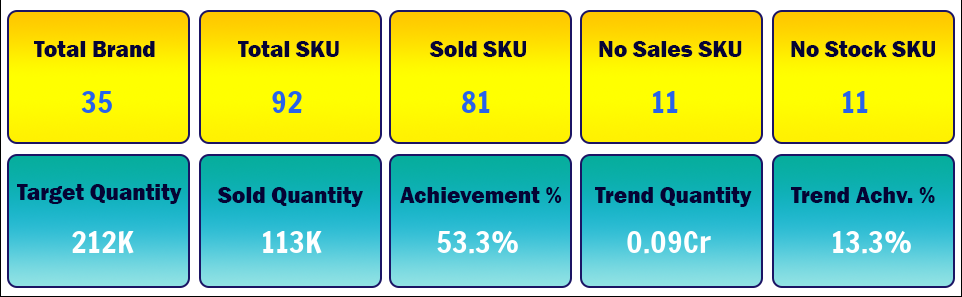 Total Brand
35
Total SKU
92
Sold SKU
81
No Sales SKU
11
No Stock SKU
11
Target Quantity
212K
Sold Quantity
113K
Achievement %
53.3%
Trend Quantity
0.09Cr
Trend Achv. %
13.3%